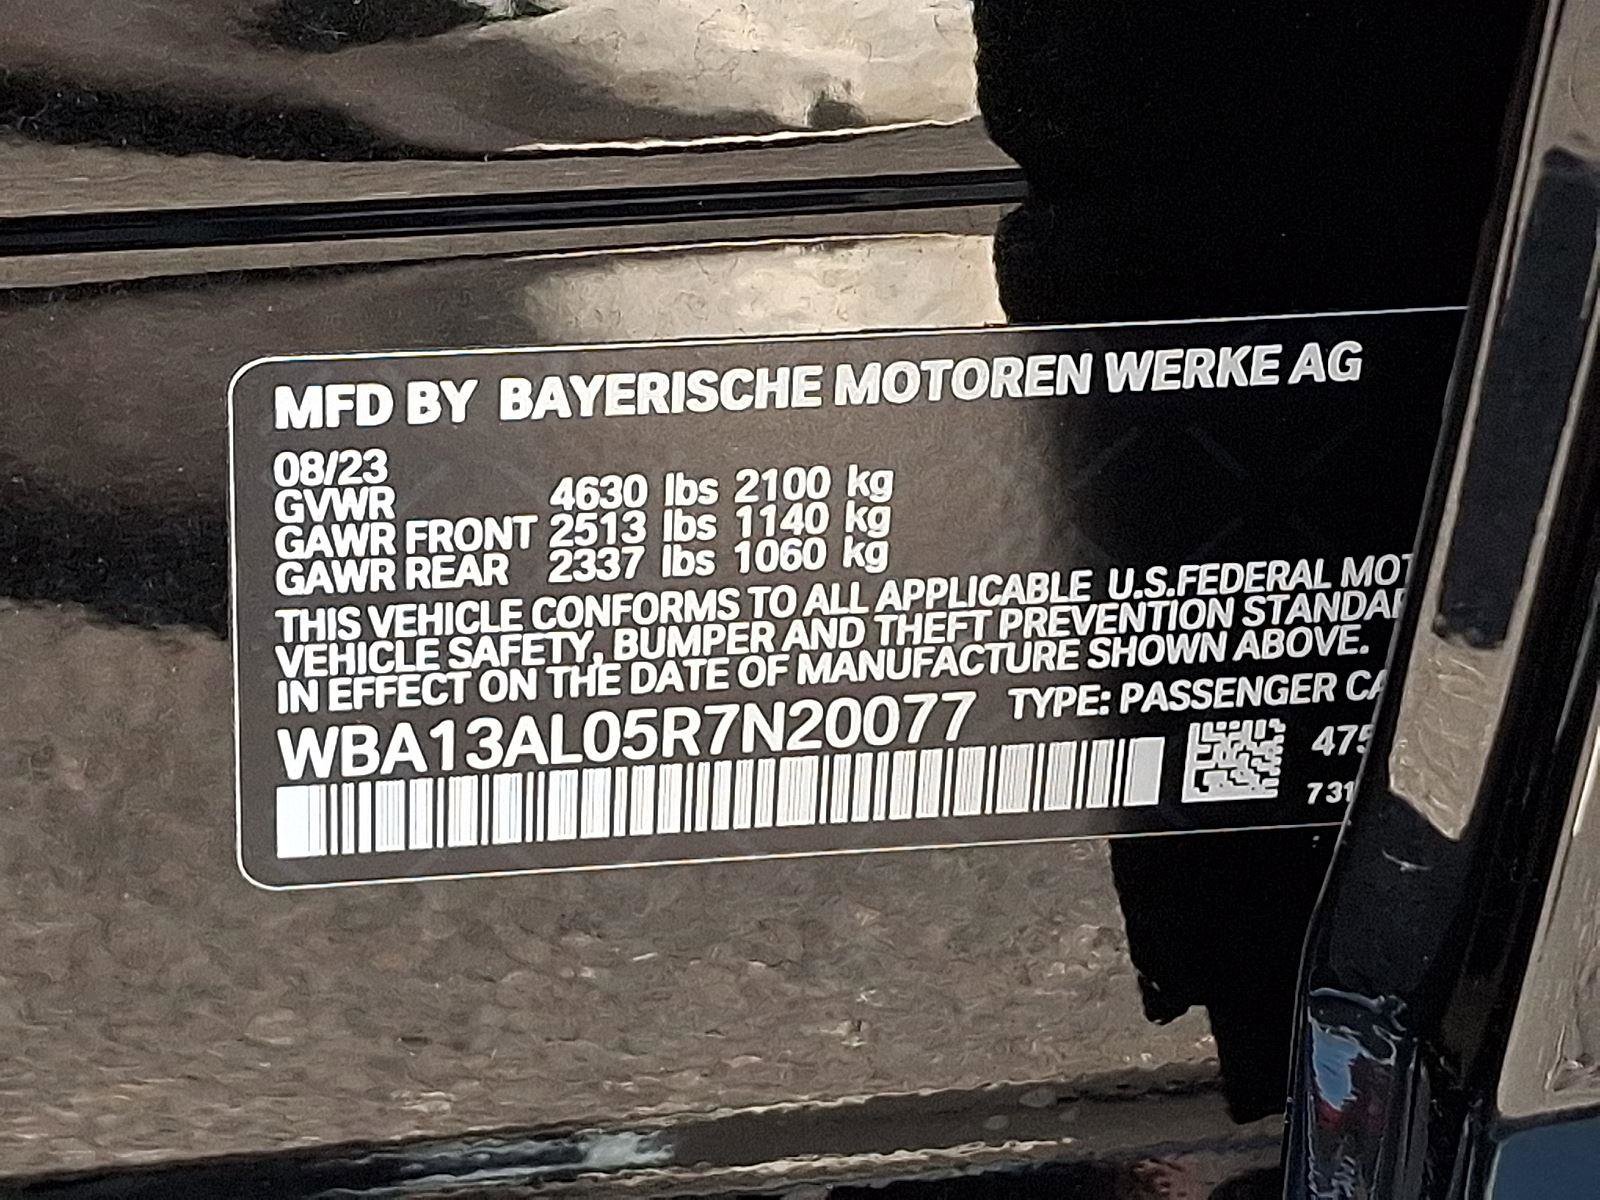 MFD BY BAYERISCHE MOTOREN WERKE AG
08/23
GVWR 4630 lbs 2100 kg
GAWR FRONT 2513 lbs 1140 kg
GAWR REAR 2337 lbs 1060 kg
THIS VEHICLE CONFORMS TO ALL APPLICABLE U.S.FEDERAL MOT
VEHICLE SAFETY, BUMPER AND THEFT PREVENTION STANDAR
IN EFFECT ON THE DATE OF MANUFACTURE SHOWN ABOVE.
WBA13AL05R7N20077 TYPE: PASSENGER CA
475
731